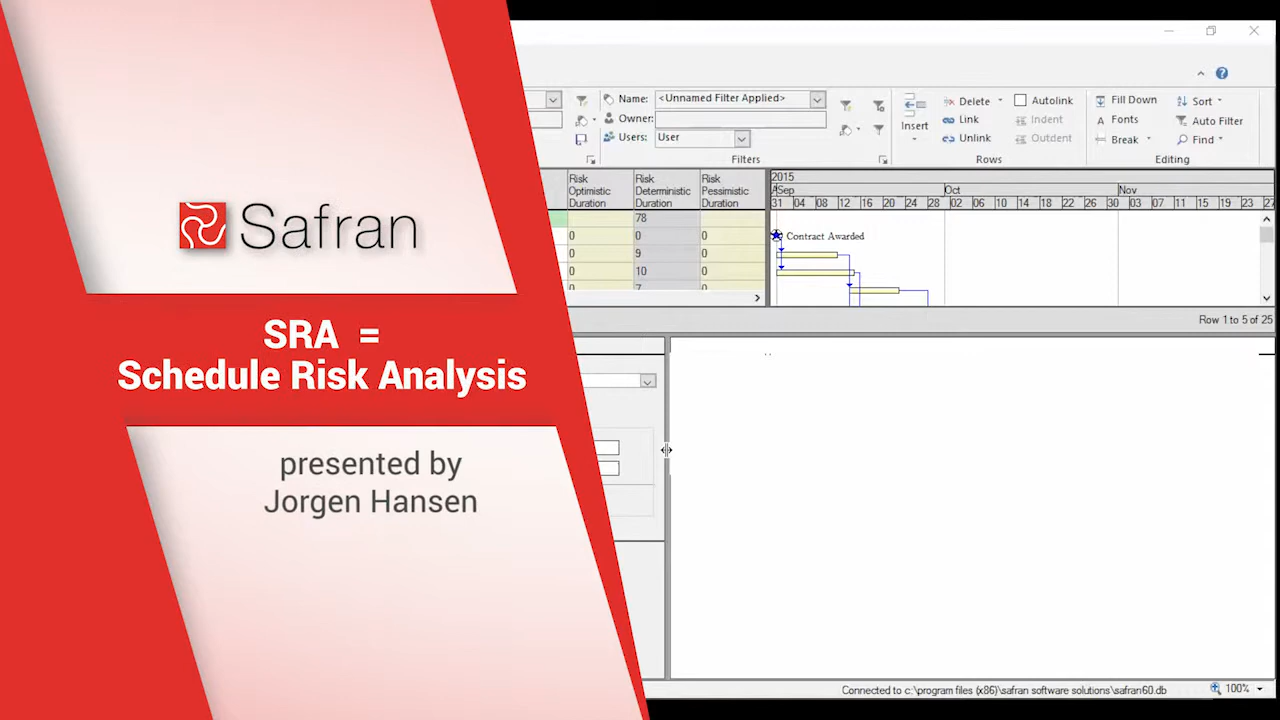 Safran
SRA =
Schedule Risk Analysis
presented by
Jorgen Hansen
Name: <Unnamed Filter Applied>
Owner:
Users: User
Filters
Insert
Delete
Link
Unlink
Autolink
Indent
Outdent
Rows
Fill Down
Fonts
Break
Sort
Auto Filter
Find
Editing
Risk
Optimistic
Duration
Risk
Deterministic
Duration
Risk
Pessimistic
Duration
78
0 0 0
0 9 0
0 10 0
0 7 0
2015
Sep Oct Nov
31 04 08 12 16 20 24 28 02 06 10 14 18 22 26 30 03 07 11 15 19 23 27
Contract Awarded
Row 1 to 5 of 25
Connected to c:\program files (x86)\safran software solutions\safran60.db
100%